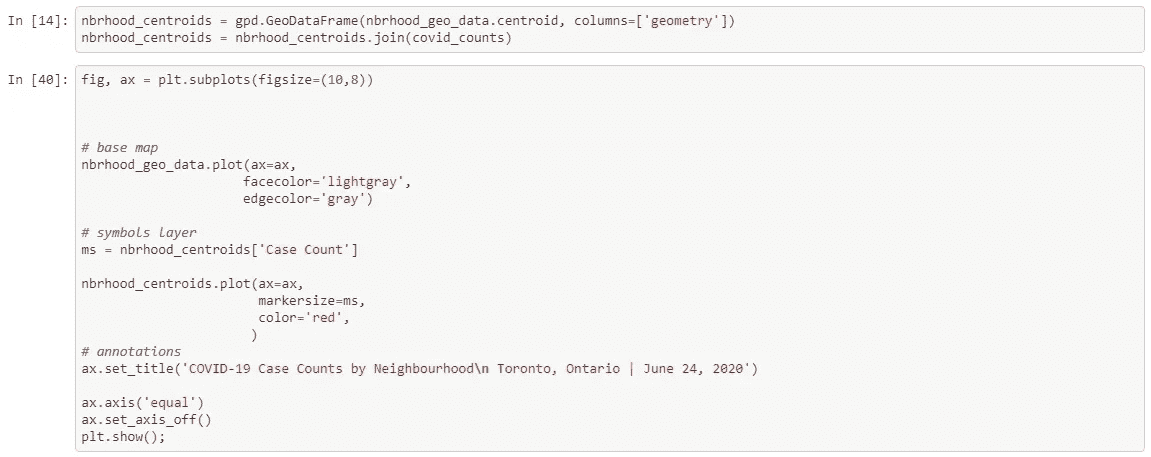 In [14]: nbrhood_centroids = gpd.GeoDataFrame(nbrhood_geo_data.centroid, columns=['geometry'])
nbrhood_centroids = nbrhood_centroids.join(covid_counts)
In [40]: fig, ax = plt.subplots(figsize=(10,8))
# base map
nbrhood_geo_data.plot(ax=ax,
facecolor='lightgray',
edgecolor='gray')
# symbols layer
ms = nbrhood_centroids['Case Count']
nbrhood_centroids.plot(ax=ax,
markersize=ms,
color='red',
)
# annotations
ax.set_title('COVID-19 Case Counts by Neighbourhood\n Toronto, Ontario | June 24, 2020')
ax.axis('equal')
ax.set_axis_off()
plt.show();